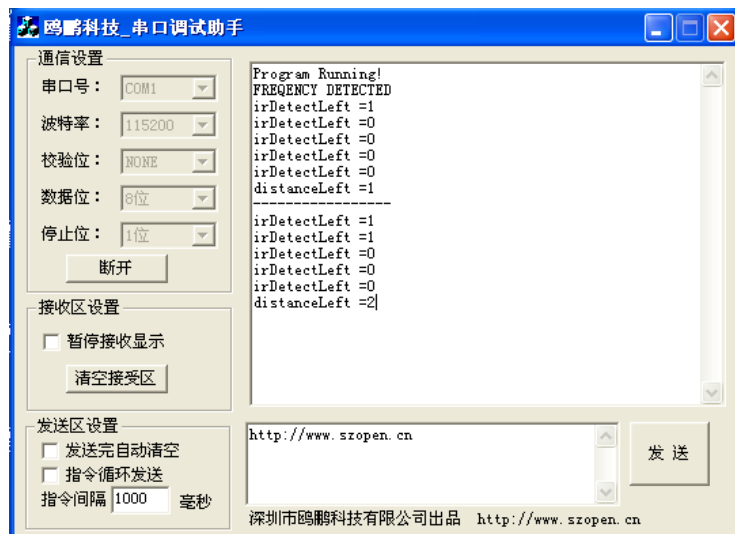 鸥鹏科技_串口调试助手
通信设置
串口号：
COM1
波特率：
115200
校验位：
NONE
数据位：
8位
停止位：
1位
断开
接收区设置
暂停接收显示
清空接受区
发送区设置
发送完自动清空
指令循环发送
指令间隔 1000 毫秒
Program Running!
FREQENCY DETECTED
irDetectLeft =1
irDetectLeft =0
irDetectLeft =0
irDetectLeft =0
irDetectLeft =0
distanceLeft =1
-----------------
irDetectLeft =1
irDetectLeft =1
irDetectLeft =0
irDetectLeft =0
irDetectLeft =0
distanceLeft =2
http://www.szopen.cn
发 送
深圳市鸥鹏科技有限公司出品 http://www.szopen.cn